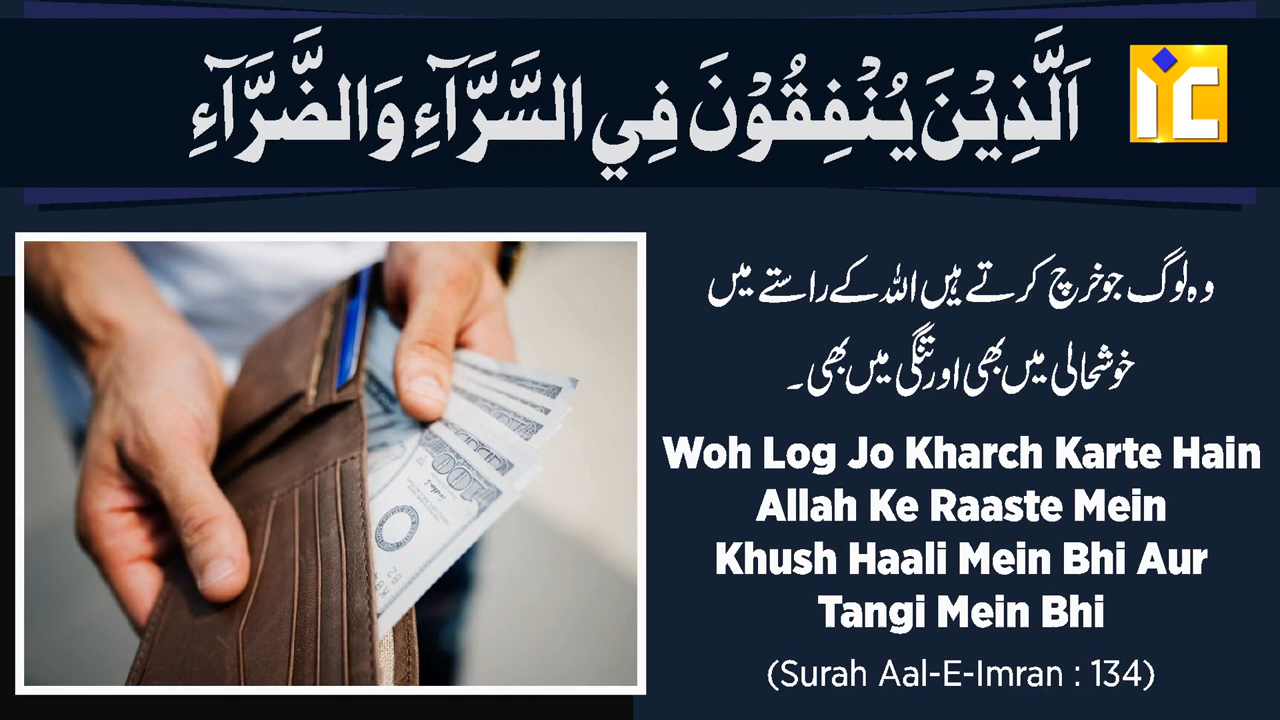 اَلَّذِيْنَ يُنْفِقُوْنَ فِي السَّرَّآءِ وَالضَّرَّآءِ
وہ لوگ جو خرچ کرتے ہیں اللہ کے راستے میں
خوشحالی میں بھی اور تنگی میں بھی۔
Woh Log Jo Kharch Karte Hain
Allah Ke Raaste Mein
Khush Haali Mein Bhi Aur
Tangi Mein Bhi
(Surah Aal-E-Imran : 134)
100